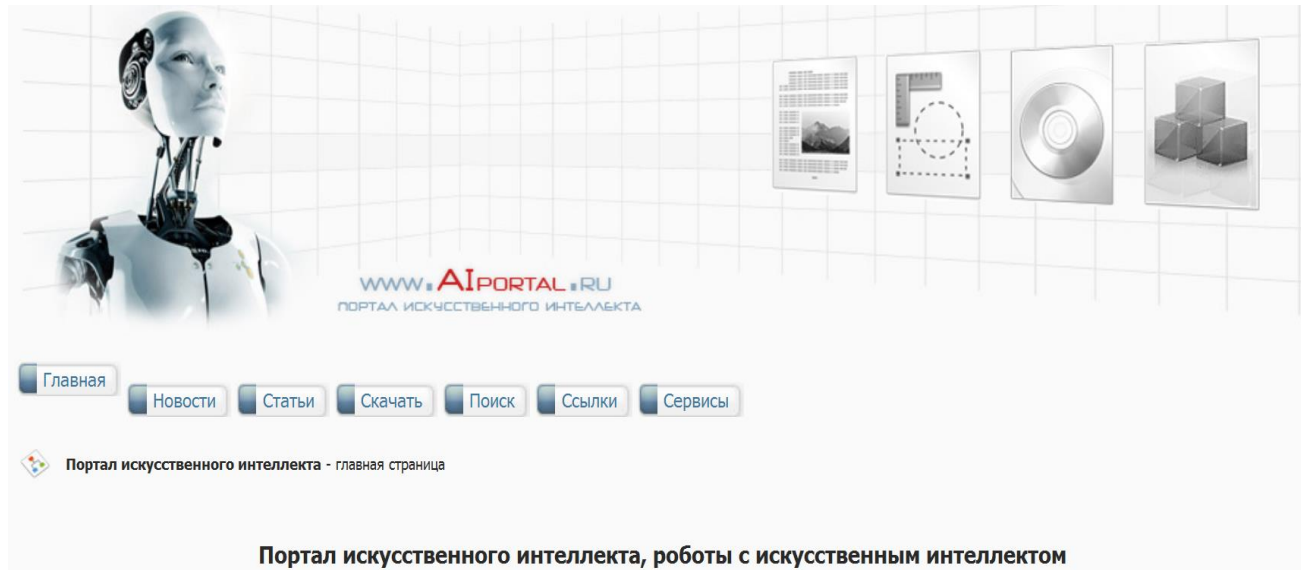 www.AIPORTAL.RU
ПОРТАЛ ИСКУССТВЕННОГО ИНТЕЛЛЕКТА
Главная
Новости Статьи Скачать Поиск Ссылки Сервисы
Портал искусственного интеллекта - главная страница
Портал искусственного интеллекта, роботы с искусственным интеллектом